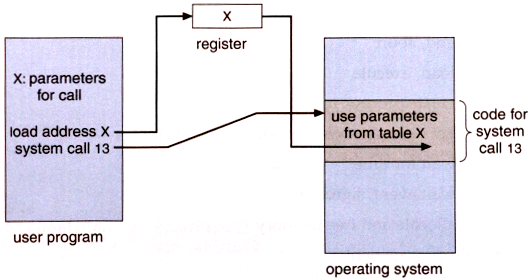 X
register
X: parameters
for call
load address X
system call 13
user program
use parameters
from table X
code for
system
call 13
operating system